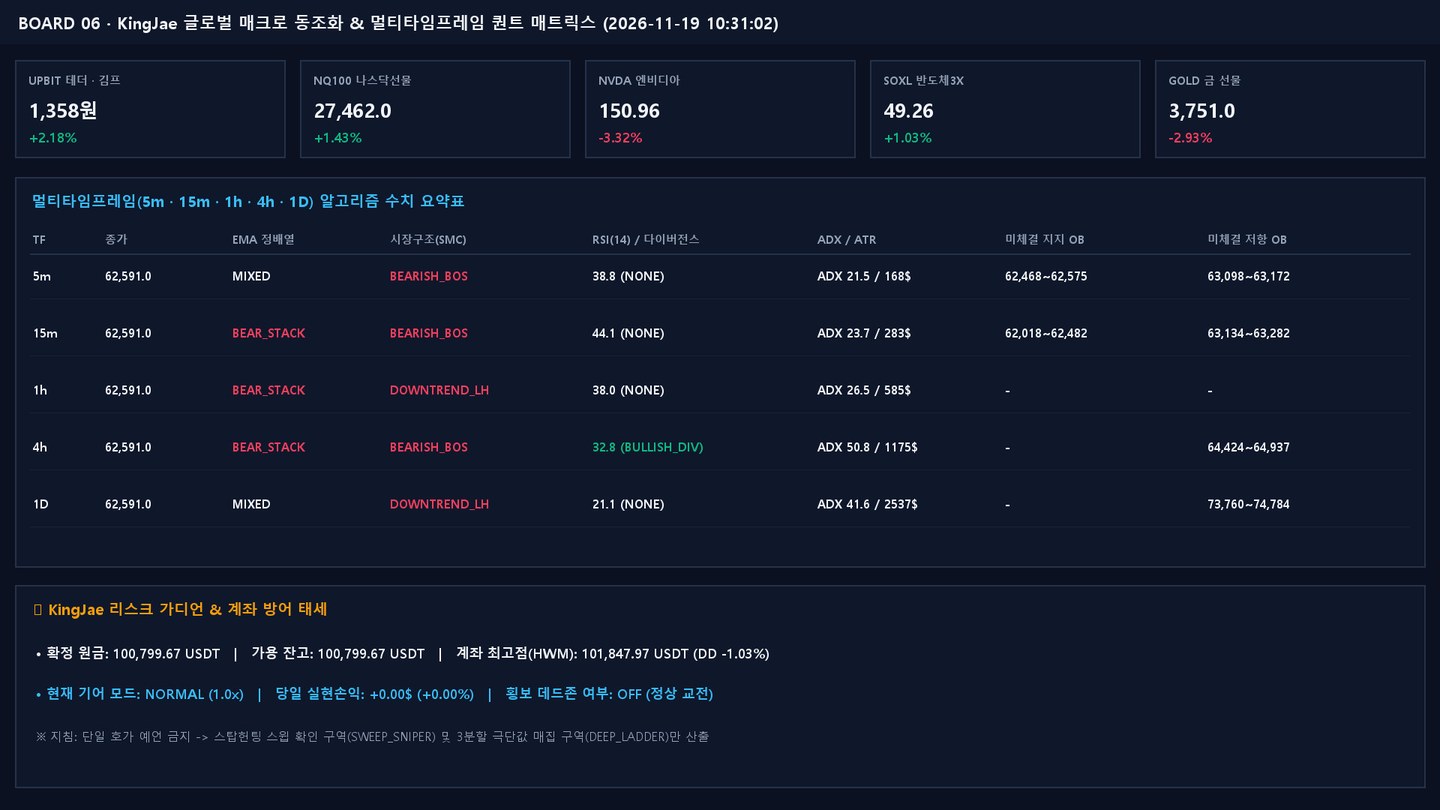 BOARD 06 · KingJae 글로벌 매크로 동조화 & 멀티타임프레임 퀀트 매트릭스 (2026-11-19 10:31:02)
UPBIT 테더 · 김프
1,358원
+2.18%
NQ100 나스닥선물
27,462.0
+1.43%
NVDA 엔비디아
150.96
-3.32%
SOXL 반도체3X
49.26
+1.03%
GOLD 금 선물
3,751.0
-2.93%
멀티타임프레임(5m · 15m · 1h · 4h · 1D) 알고리즘 수치 요약표
TF 종가 EMA 정배열 시장구조(SMC) RSI(14) / 다이버전스 ADX / ATR 미체결 지지 OB 미체결 저항 OB
5m 62,591.0 MIXED BEARISH_BOS 38.8 (NONE) ADX 21.5 / 168$ 62,468~62,575 63,098~63,172
15m 62,591.0 BEAR_STACK BEARISH_BOS 44.1 (NONE) ADX 23.7 / 283$ 62,018~62,482 63,134~63,282
1h 62,591.0 BEAR_STACK DOWNTREND_LH 38.0 (NONE) ADX 26.5 / 585$ - -
4h 62,591.0 BEAR_STACK BEARISH_BOS 32.8 (BULLISH_DIV) ADX 50.8 / 1175$ - 64,424~64,937
1D 62,591.0 MIXED DOWNTREND_LH 21.1 (NONE) ADX 41.6 / 2537$ - 73,760~74,784
KingJae 리스크 가디언 & 계좌 방어 태세
• 확정 원금: 100,799.67 USDT | 가용 잔고: 100,799.67 USDT | 계좌 최고점(HWM): 101,847.97 USDT (DD -1.03%)
• 현재 기어 모드: NORMAL (1.0x) | 당일 실현손익: +0.00$ (+0.00%) | 횡보 데드존 여부: OFF (정상 교전)
※ 지침: 단일 호가 예언 금지 -> 스탑헌팅 스윕 확인 구역(SWEEP_SNIPER) 및 3분할 극단값 매집 구역(DEEP_LADDER)만 산출